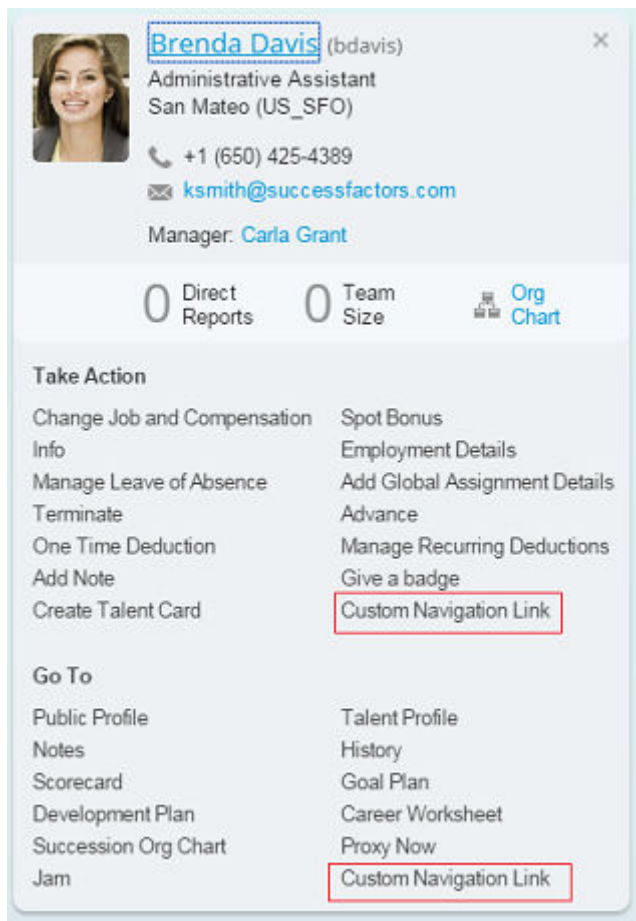 Brenda Davis (bdavis) ×
Administrative Assistant
San Mateo (US_SFO)
+1 (650) 425-4389
ksmith@successfactors.com
Manager: Carla Grant
0 Direct Reports 0 Team Size Org Chart
Take Action
Change Job and Compensation Info
Manage Leave of Absence
Terminate
One Time Deduction
Add Note
Create Talent Card
Spot Bonus
Employment Details
Add Global Assignment Details
Advance
Manage Recurring Deductions
Give a badge
Custom Navigation Link
Go To
Public Profile
Notes
Scorecard
Development Plan
Succession Org Chart
Jam
Talent Profile
History
Goal Plan
Career Worksheet
Proxy Now
Custom Navigation Link